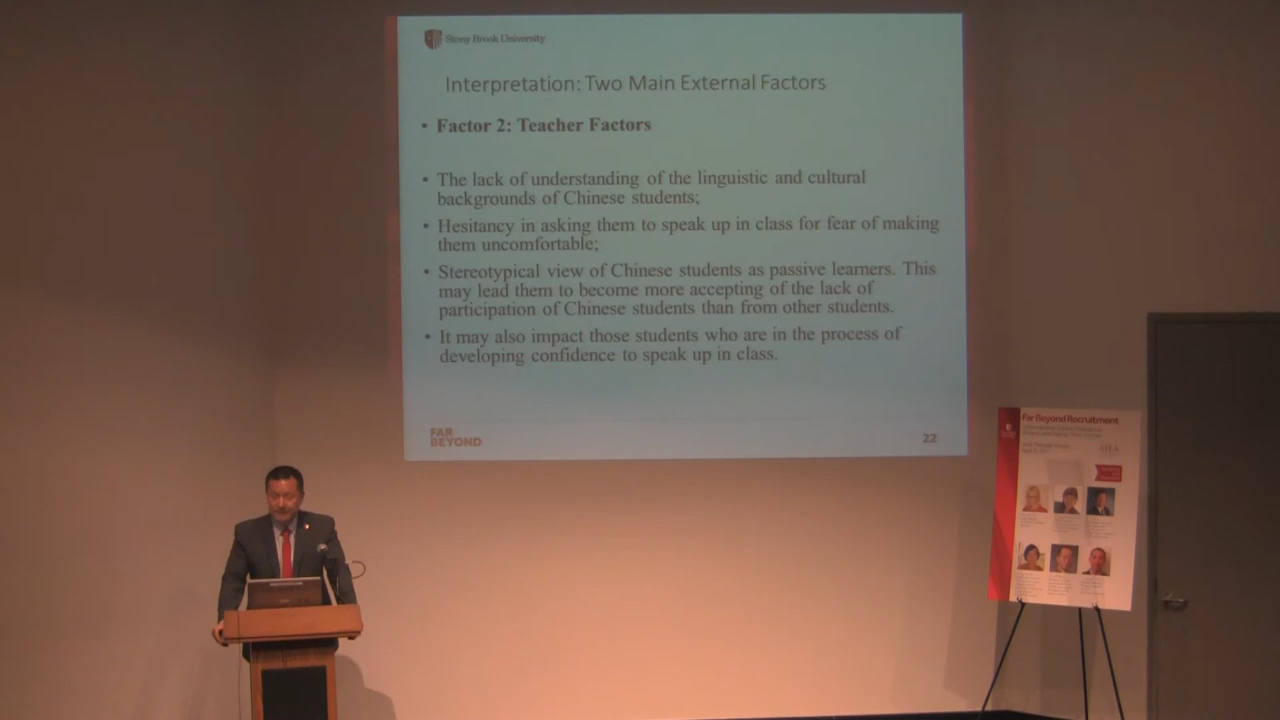 Stony Brook University
Interpretation: Two Main External Factors
• Factor 2: Teacher Factors
• The lack of understanding of the linguistic and cultural
backgrounds of Chinese students;
• Hesitancy in asking them to speak up in class for fear of making
them uncomfortable;
• Stereotypical view of Chinese students as passive learners. This
may lead them to become more accepting of the lack of
participation of Chinese students than from other students.
• It may also impact those students who are in the process of
developing confidence to speak up in class.
FAR
BEYOND
22
Far Beyond Recruitment